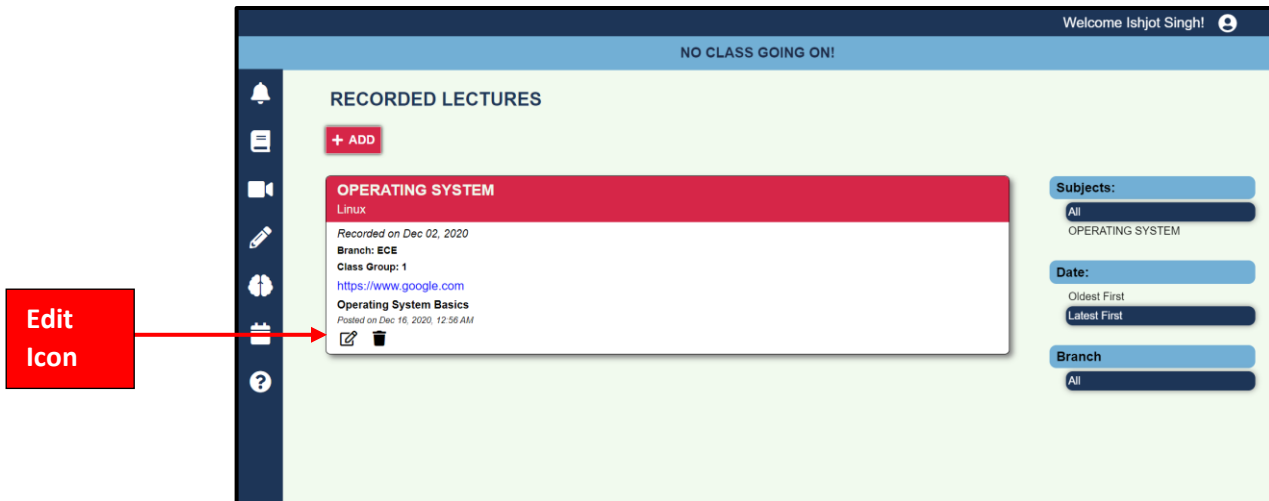 Welcome Ishjot Singh!
NO CLASS GOING ON!
RECORDED LECTURES
+ ADD
OPERATING SYSTEM
Linux
Recorded on Dec 02, 2020
Branch: ECE
Class Group: 1
https://www.google.com
Operating System Basics
Posted on Dec 16, 2020, 12:56 AM
Subjects:
All
OPERATING SYSTEM
Date:
Oldest First
Latest First
Branch
All
Edit
Icon